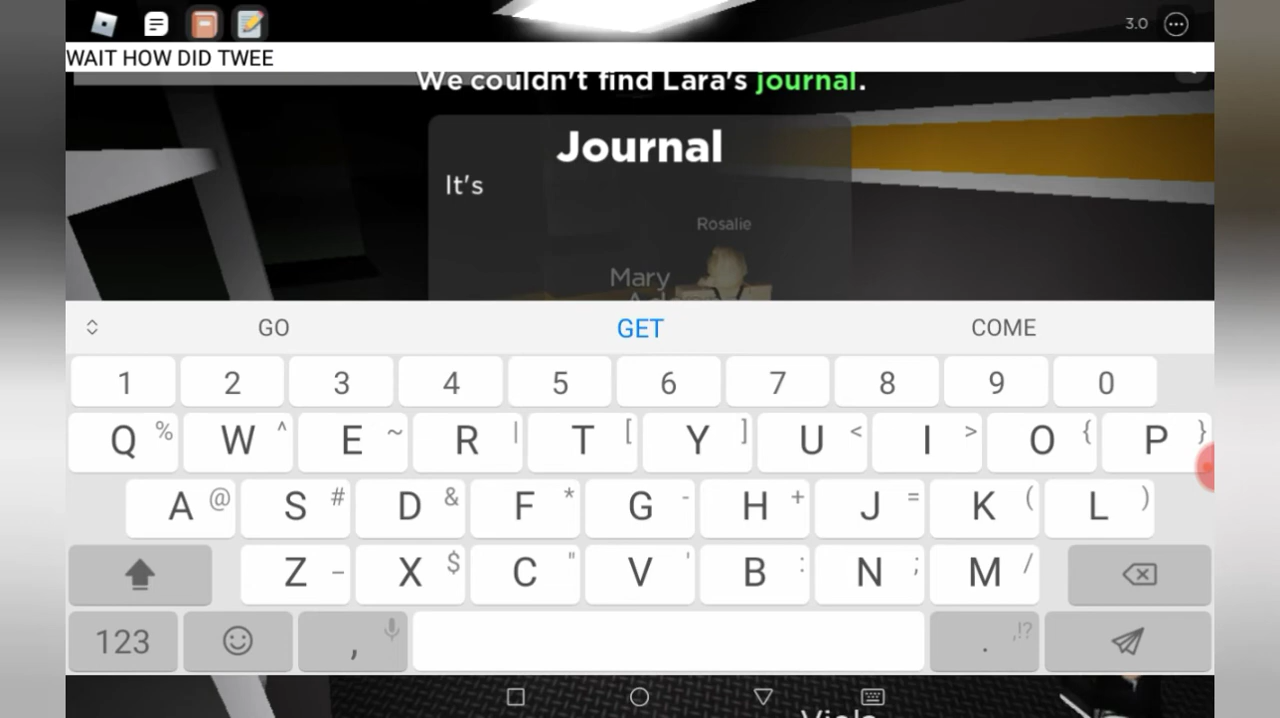 3.0
WAIT HOW DID TWEE
We couldn't find Lara's journal.
Journal
It's
Rosalie
Mary
GO GET COME
1 2 3 4 5 6 7 8 9 0
Q % W ^ E ~ R | T [ Y ] U < I > O { P }
A @ S # D & F * G - H + J = K ( L )
Z _ X $ C " V ' B : N ; M /
123 , . ,!?